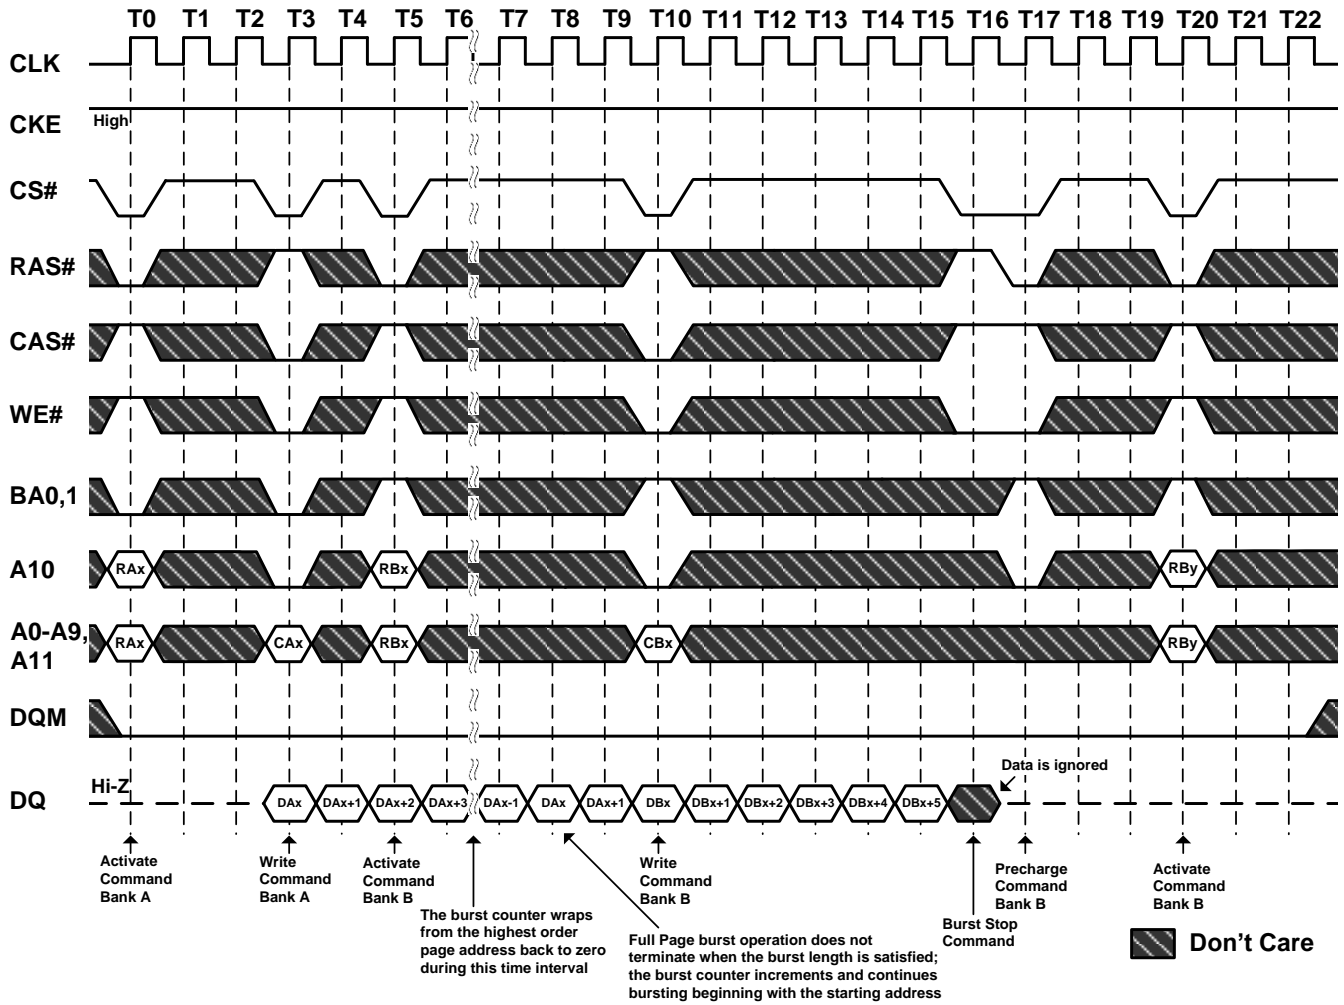 T0 T1 T2 T3 T4 T5 T6 T7 T8 T9 T10 T11 T12 T13 T14 T15 T16 T17 T18 T19 T20 T21 T22
CLK
CKE
High
CS#
RAS#
CAS#
WE#
BA0,1
A10
RAx RBx RBy
A0-A9,
A11
RAx CAx RBx CBx RBy
DQM
DQ
Hi-Z
DAx DAx+1 DAx+2 DAx+3 DAx-1 DAx DAx+1 DBx DBx+1 DBx+2 DBx+3 DBx+4 DBx+5
Data is ignored
Activate
Command
Bank A
Write
Command
Bank A
Activate
Command
Bank B
The burst counter wraps
from the highest order
page address back to zero
during this time interval
Write
Command
Bank B
Full Page burst operation does not
terminate when the burst length is satisfied;
the burst counter increments and continues
bursting beginning with the starting address
Burst Stop
Command
Precharge
Command
Bank B
Activate
Command
Bank B
Don't Care